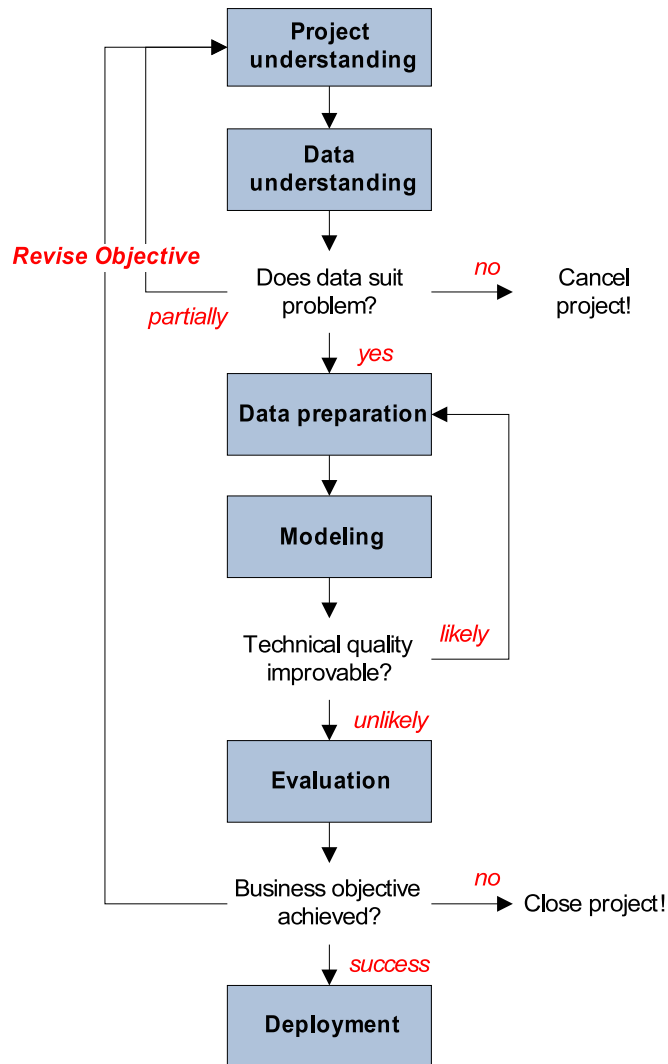 Project
understanding
Data
understanding
Revise Objective
Does data suit
problem?
no
Cancel
project!
partially
yes
Data preparation
Modeling
Technical quality
improvable?
likely
unlikely
Evaluation
Business objective
achieved?
no
Close project!
success
Deployment